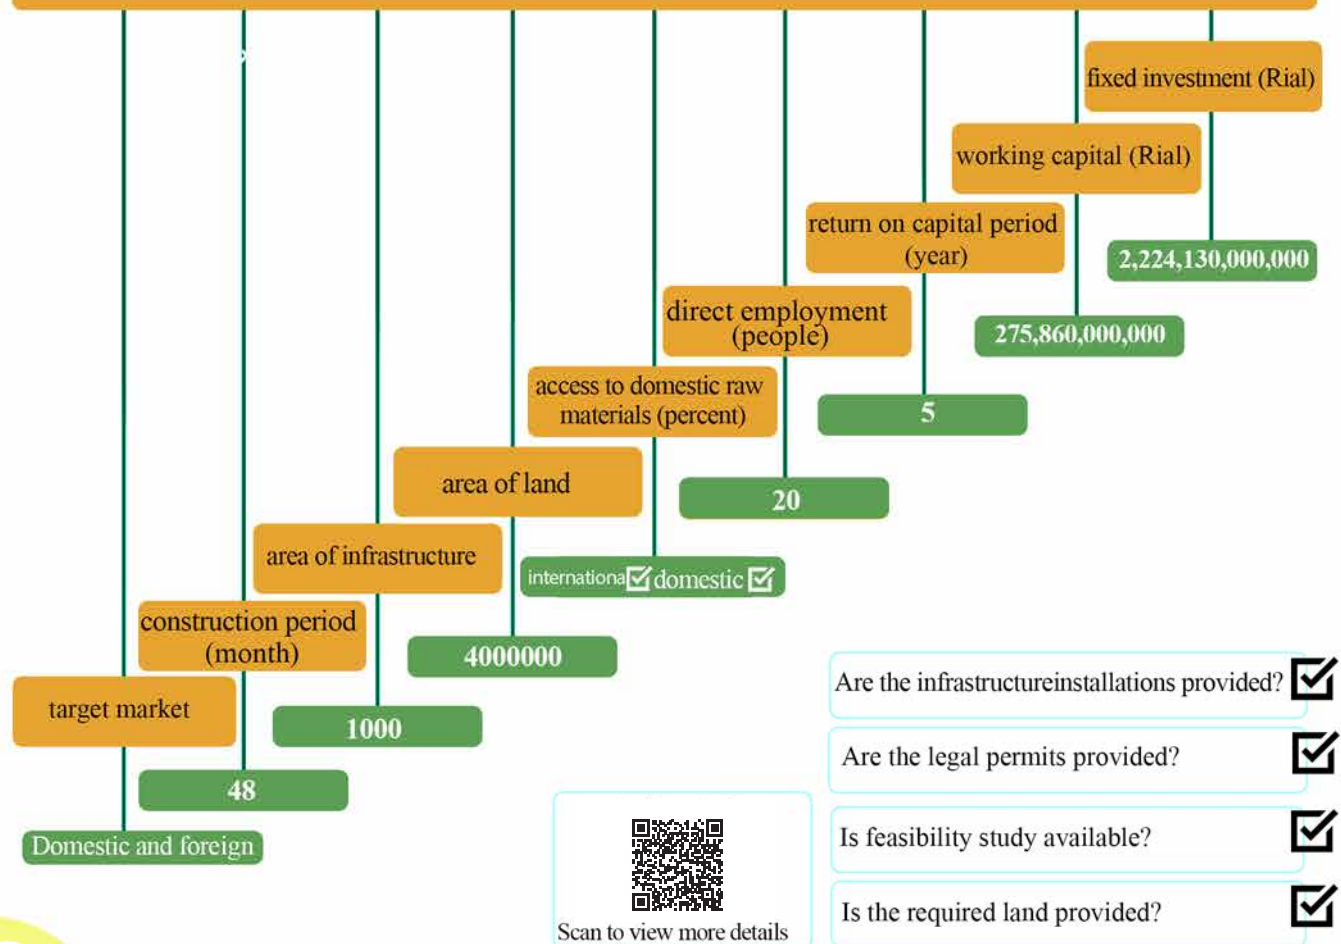 fixed investment (Rial)
2,224,130,000,000
working capital (Rial)
275,860,000,000
return on capital period
(year)
5
direct employment
(people)
20
access to domestic raw
materials (percent)
internationa domestic
area of land
4000000
area of infrastructure
1000
construction period
(month)
48
target market
Domestic and foreign
Are the infrastructureinstallations provided?
Are the legal permits provided?
Is feasibility study available?
Is the required land provided?
Scan to view more details